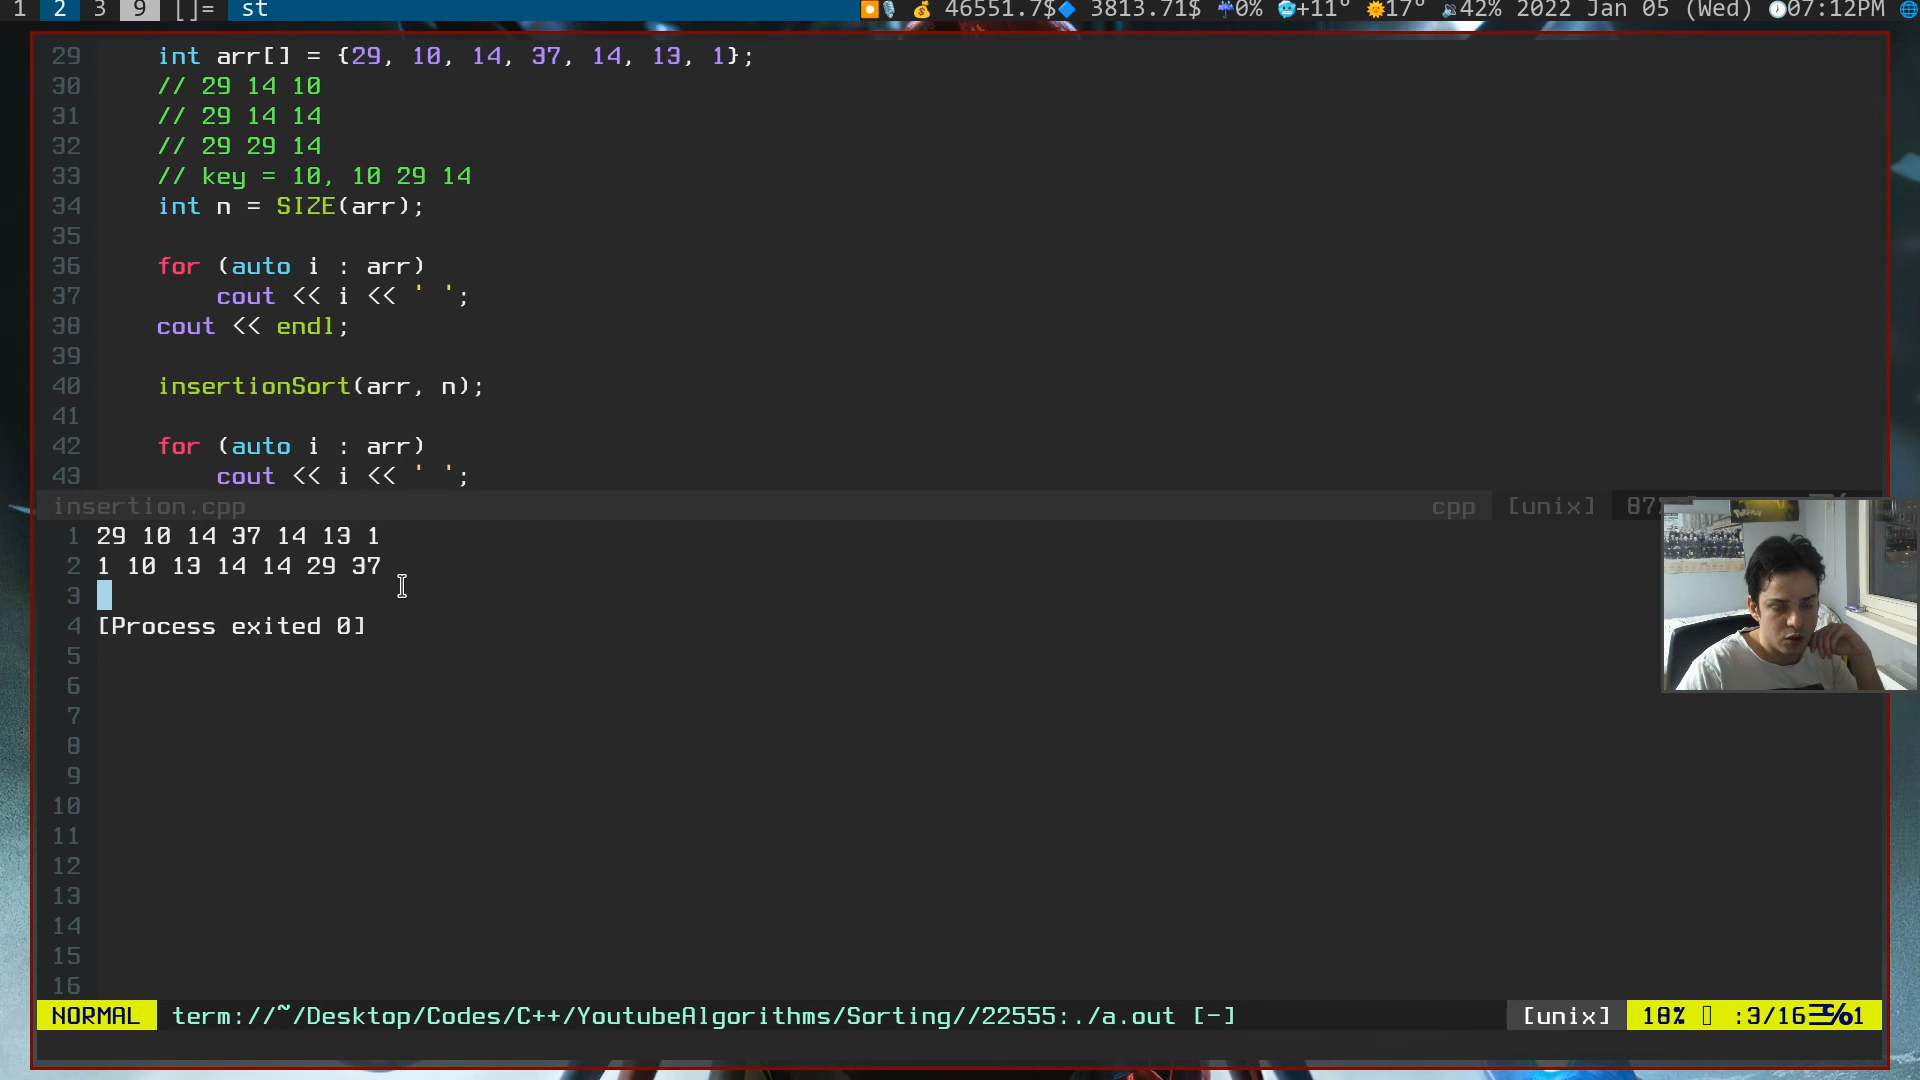 1 2 3 9 []= st 46551.7$ 3813.71$ 0% +11° 17° 42% 2022 Jan 05 (Wed) 07:12PM
29 int arr[] = {29, 10, 14, 37, 14, 13, 1};
30 // 29 14 10
31 // 29 14 14
32 // 29 29 14
33 // key = 10, 10 29 14
34 int n = SIZE(arr);
35
36 for (auto i : arr)
37 cout << i << ' ';
38 cout << endl;
39
40 insertionSort(arr, n);
41
42 for (auto i : arr)
43 cout << i << ' ';
insertion.cpp cpp [unix] 87%
1 29 10 14 37 14 13 1
2 1 10 13 14 14 29 37
3
4 [Process exited 0]
5
6
7
8
9
10
11
12
13
14
15
16
NORMAL term://~/Desktop/Codes/C++/YoutubeAlgorithms/Sorting//22555:./a.out [-] [unix] 18% :3/16 1